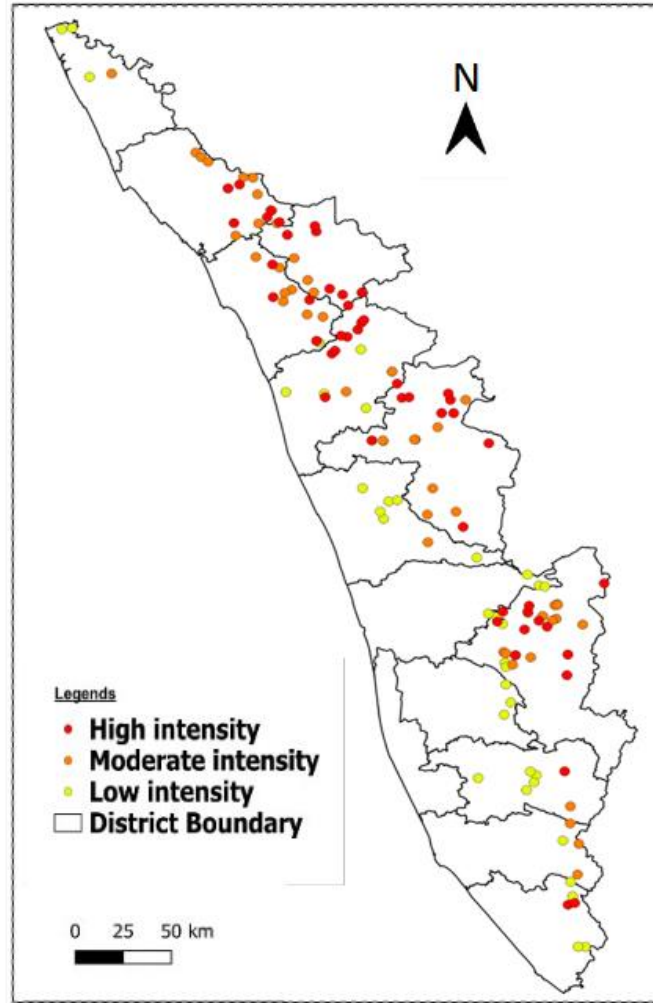 N
Legends
High intensity
Moderate intensity
Low intensity
District Boundary
0 25 50 km